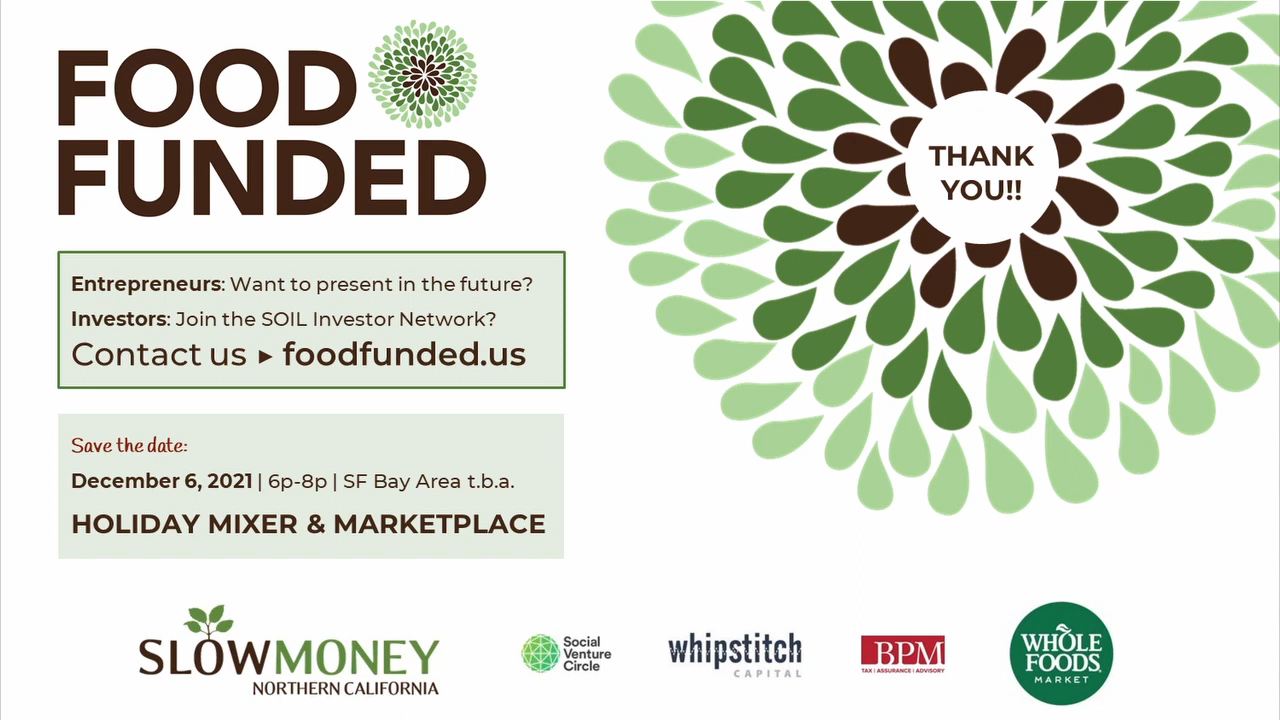 FOOD
FUNDED
THANK
YOU!!
Entrepreneurs: Want to present in the future?
Investors: Join the SOIL Investor Network?
Contact us ▸ foodfunded.us
Save the date:
December 6, 2021 | 6p-8p | SF Bay Area t.b.a.
HOLIDAY MIXER & MARKETPLACE
SLOWMONEY
NORTHERN CALIFORNIA
Social
Venture
Circle
whipstitch
CAPITAL
BPM
TAX | ASSURANCE | ADVISORY
WHOLE
FOODS
MARKET